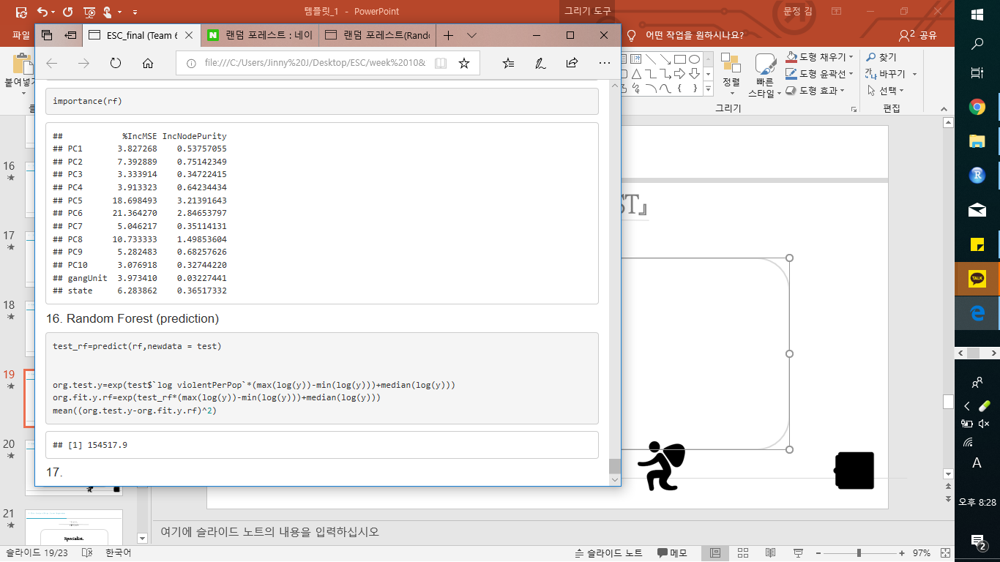 템플릿_1 - PowerPoint
그리기 도구
문정 김
파일
어떤 작업을 원하시나요?
공유
ESC_final (Team 6
랜덤 포레스트 : 네이
랜덤 포레스트(Rand
file:///C:/Users/Jinny%20J/Desktop/ESC/week%2010&
붙여넣기
정렬
빠른
스타일
도형 채우기
도형 윤곽선
도형 효과
찾기
바꾸기
선택
그리기
편집
importance(rf)
## %IncMSE IncNodePurity
## PC1 3.827268 0.53757055
## PC2 7.392889 0.75142349
## PC3 3.333914 0.34722415
## PC4 3.913323 0.64234434
## PC5 18.698493 3.21391643
## PC6 21.364270 2.84653797
## PC7 5.046217 0.35114131
## PC8 10.733333 1.49853604
## PC9 5.282483 0.68257626
## PC10 3.076918 0.32744220
## gangUnit 3.973410 0.03227441
## state 6.283862 0.36517332
16. Random Forest (prediction)
test_rf=predict(rf,newdata = test)
org.test.y=exp(test$`log violentPerPop`*(max(log(y))-min(log(y)))+median(log(y)))
org.fit.y.rf=exp(test_rf*(max(log(y))-min(log(y)))+median(log(y)))
mean((org.test.y-org.fit.y.rf)^2)
## [1] 154517.9
17.
16
17
18
19
20
21
Specialist.
ST』
TALK
A
오후 8:28
2
여기에 슬라이드 노트의 내용을 입력하십시오
슬라이드 19/23
한국어
슬라이드 노트
메모
97%